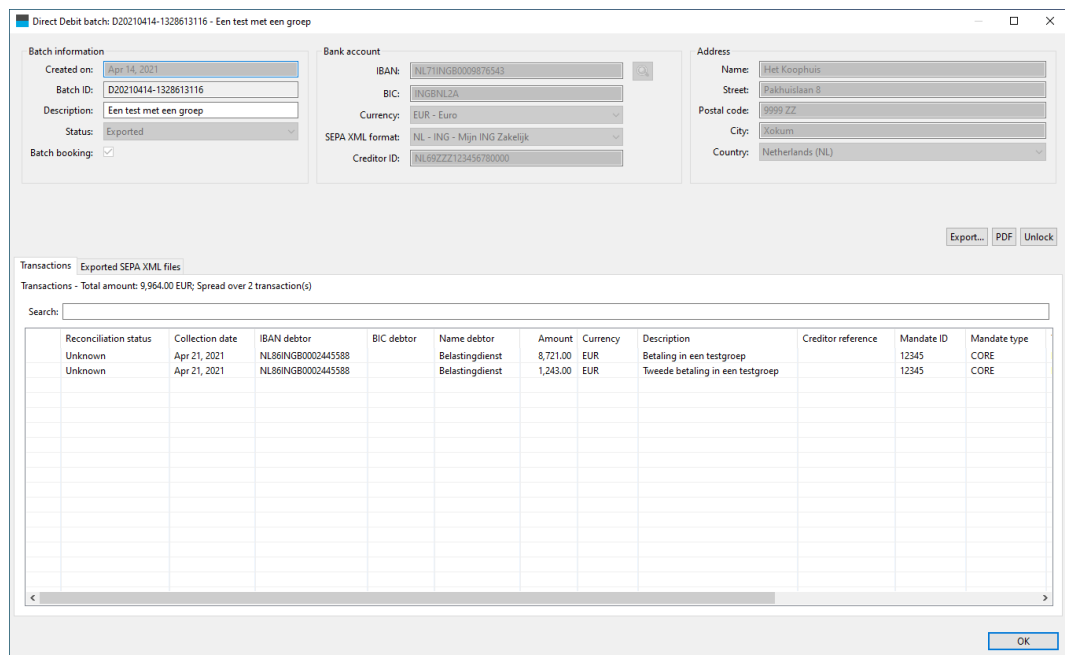 Direct Debit batch: D20210414-1328613116 - Een test met een groep
Batch information
Created on: Apr 14, 2021
Batch ID: D20210414-1328613116
Description: Een test met een groep
Status: Exported
Batch booking:
Bank account
IBAN: NL71INGB0009876543
BIC: INGBNL2A
Currency: EUR - Euro
SEPA XML format: NL - ING - Mijn ING Zakelijk
Creditor ID: NL69ZZZ123456780000
Address
Name: Het Koophuis
Street: Pakhuislaan 8
Postal code: 9999 ZZ
City: Xokum
Country: Netherlands (NL)
Export... PDF Unlock
Transactions Exported SEPA XML files
Transactions - Total amount: 9,964.00 EUR; Spread over 2 transaction(s)
Search:
Reconciliation status Collection date IBAN debtor BIC debtor Name debtor Amount Currency Description Creditor reference Mandate ID Mandate type
Unknown Apr 21, 2021 NL86INGB0002445588 Belastingdienst 8,721.00 EUR Betaling in een testgroep 12345 CORE
Unknown Apr 21, 2021 NL86INGB0002445588 Belastingdienst 1,243.00 EUR Tweede betaling in een testgroep 12345 CORE
OK